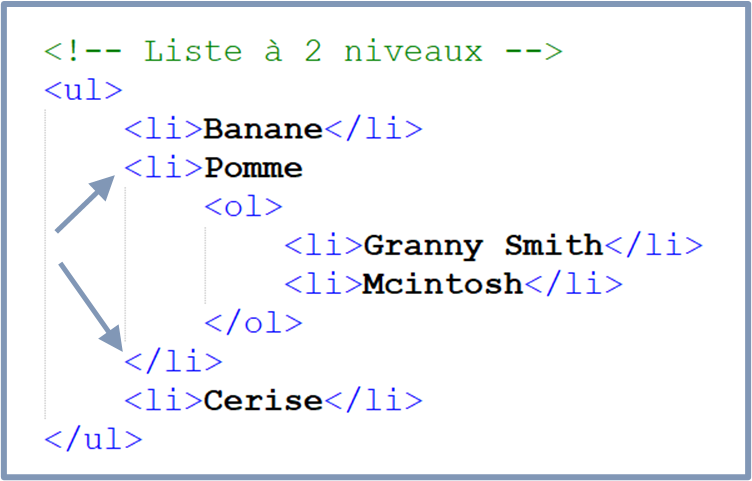 <!-- Liste à 2 niveaux -->
<ul>
<li>Banane</li>
<li>Pomme
<ol>
<li>Granny Smith</li>
<li>Mcintosh</li>
</ol>
</li>
<li>Cerise</li>
</ul>